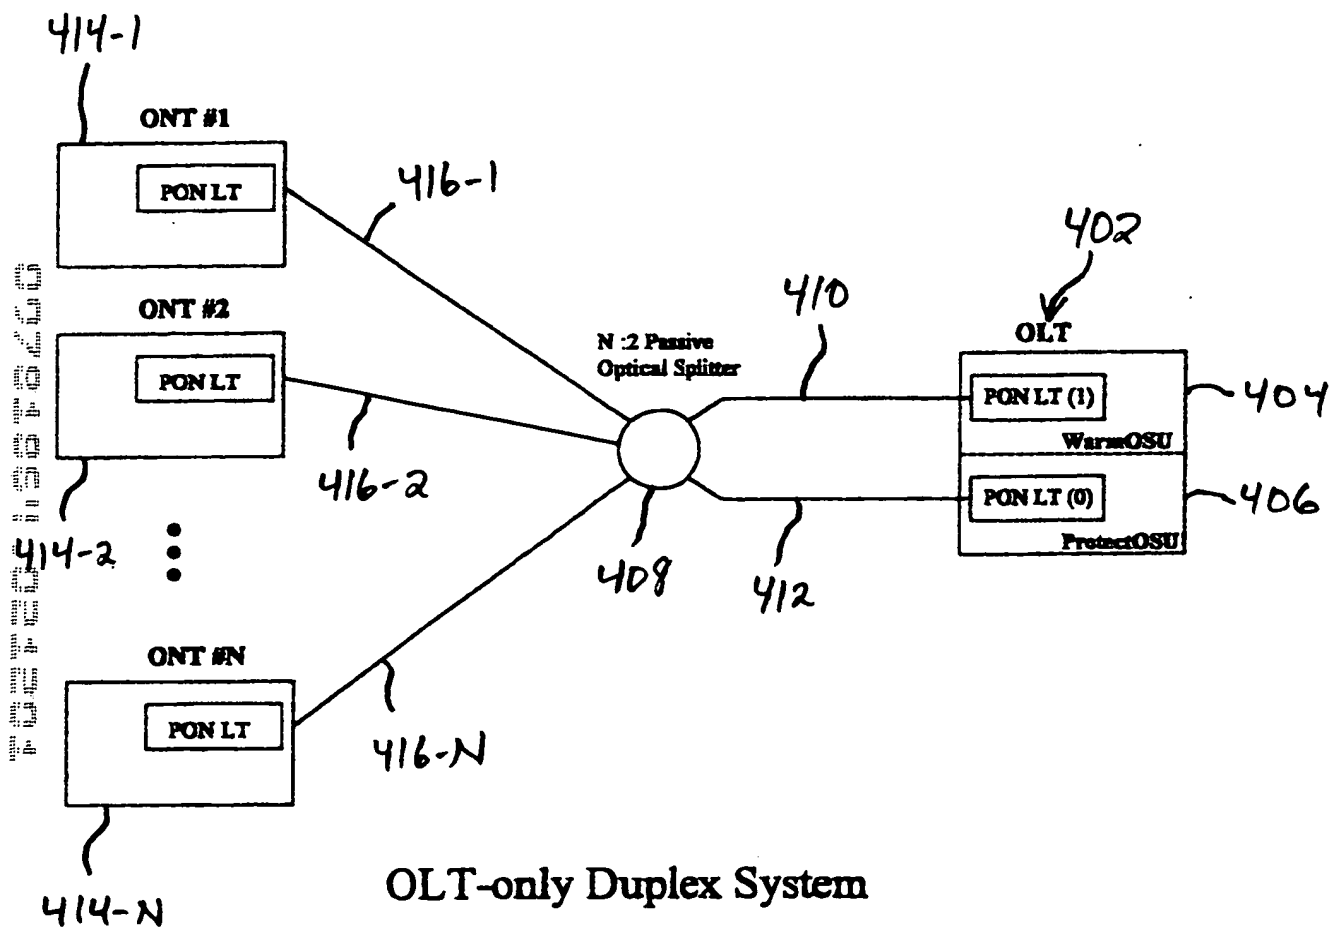 414-1
ONT #1
PON LT
416-1
402
ONT #2
PON LT
410
OLT
N :2 Passive
Optical Splitter
PON LT (1)
404
WarmOSU
416-2
PON LT (0)
406
ProtectOSU
414-2
408
412
ONT #N
PON LT
416-N
OLT-only Duplex System
414-N